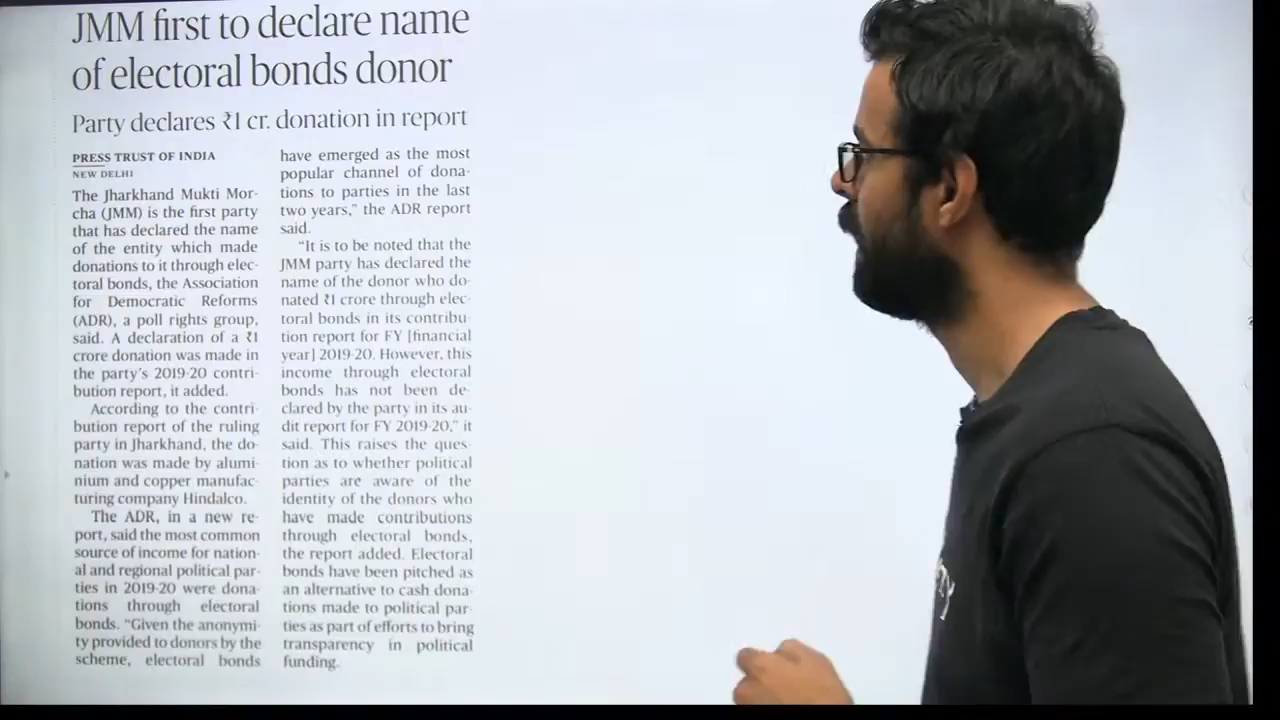 JMM first to declare name
of electoral bonds donor
Party declares ₹1 cr. donation in report
PRESS TRUST OF INDIA
NEW DELHI
The Jharkhand Mukti Mor-
cha (JMM) is the first party
that has declared the name
of the entity which made
donations to it through elec-
toral bonds, the Association
for Democratic Reforms
(ADR), a poll rights group,
said. A declaration of a ₹1
crore donation was made in
the party's 2019-20 contri-
bution report, it added.
According to the contri-
bution report of the ruling
party in Jharkhand, the do-
nation was made by alumi-
nium and copper manufac-
turing company Hindalco.
The ADR, in a new re-
port, said the most common
source of income for nation-
al and regional political par-
ties in 2019-20 were dona-
tions through electoral
bonds. “Given the anonymi-
ty provided to donors by the
scheme, electoral bonds
have emerged as the most
popular channel of dona-
tions to parties in the last
two years,” the ADR report
said.
“It is to be noted that the
JMM party has declared the
name of the donor who do-
nated ₹1 crore through elec-
toral bonds in its contribu-
tion report for FY [financial
year] 2019-20. However, this
income through electoral
bonds has not been de-
clared by the party in its au-
dit report for FY 2019-20,” it
said. This raises the ques-
tion as to whether political
parties are aware of the
identity of the donors who
have made contributions
through electoral bonds,
the report added. Electoral
bonds have been pitched as
an alternative to cash dona-
tions made to political par-
ties as part of efforts to bring
transparency in political
funding.